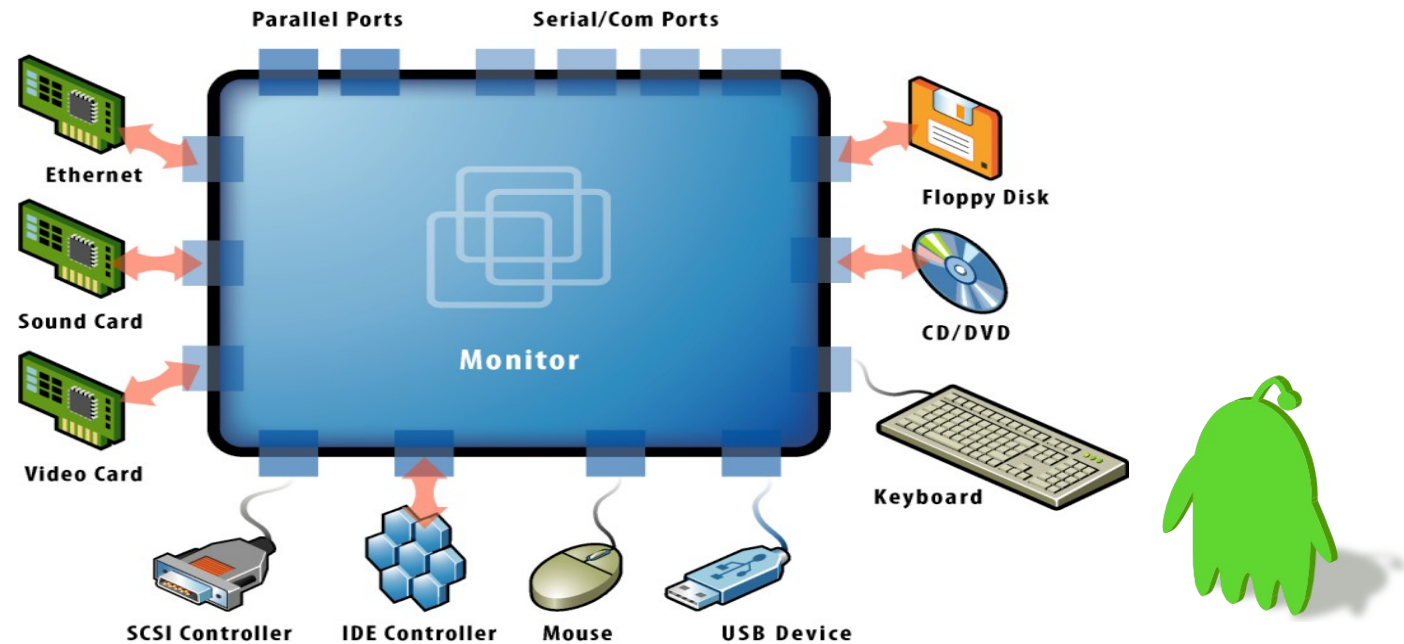 Parallel Ports
Serial/Com Ports
Ethernet
Floppy Disk
Sound Card
CD/DVD
Monitor
Video Card
Keyboard
SCSI Controller
IDE Controller
Mouse
USB Device